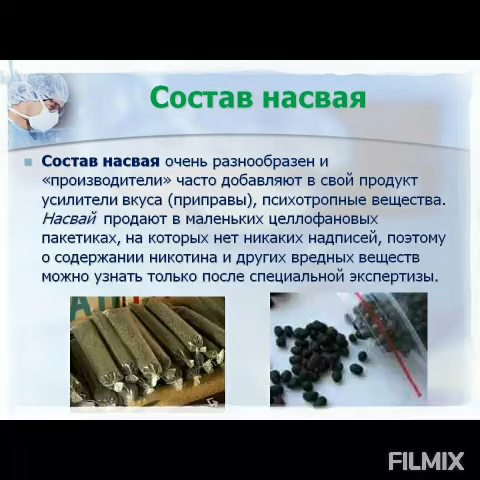 Состав насвая
Состав насвая очень разнообразен и
«производители» часто добавляют в свой продукт
усилители вкуса (приправы), психотропные вещества.
Насвай продают в маленьких целлофановых
пакетиках, на которых нет никаких надписей, поэтому
о содержании никотина и других вредных веществ
можно узнать только после специальной экспертизы.
FILMIX